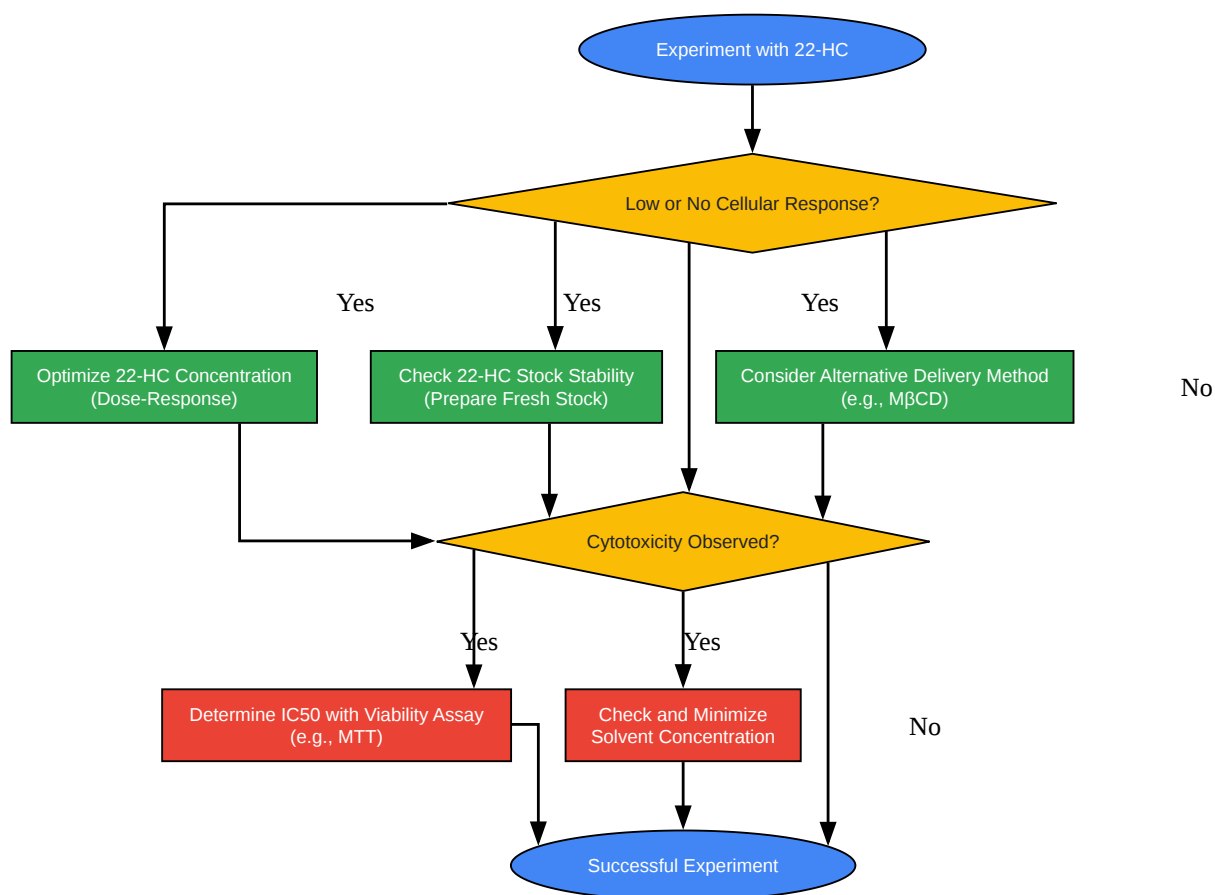 Experiment with 22-HC
Low or No Cellular Response?
Yes
Yes
Yes
Optimize 22-HC Concentration
(Dose-Response)
Check 22-HC Stock Stability
(Prepare Fresh Stock)
Consider Alternative Delivery Method
(e.g., MβCD)
No
Cytotoxicity Observed?
Yes
Yes
Determine IC50 with Viability Assay
(e.g., MTT)
Check and Minimize
Solvent Concentration
No
Successful Experiment